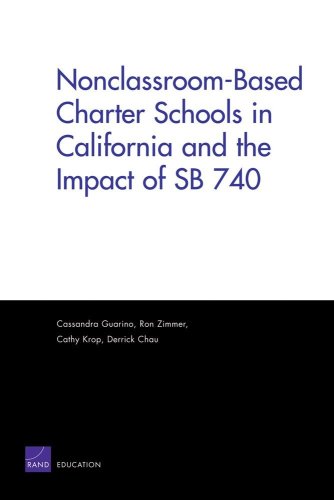 Nonclassroom-Based
Charter Schools in
California and the
Impact of SB 740
Cassandra Guarino, Ron Zimmer,
Cathy Krop, Derrick Chau
RAND EDUCATION